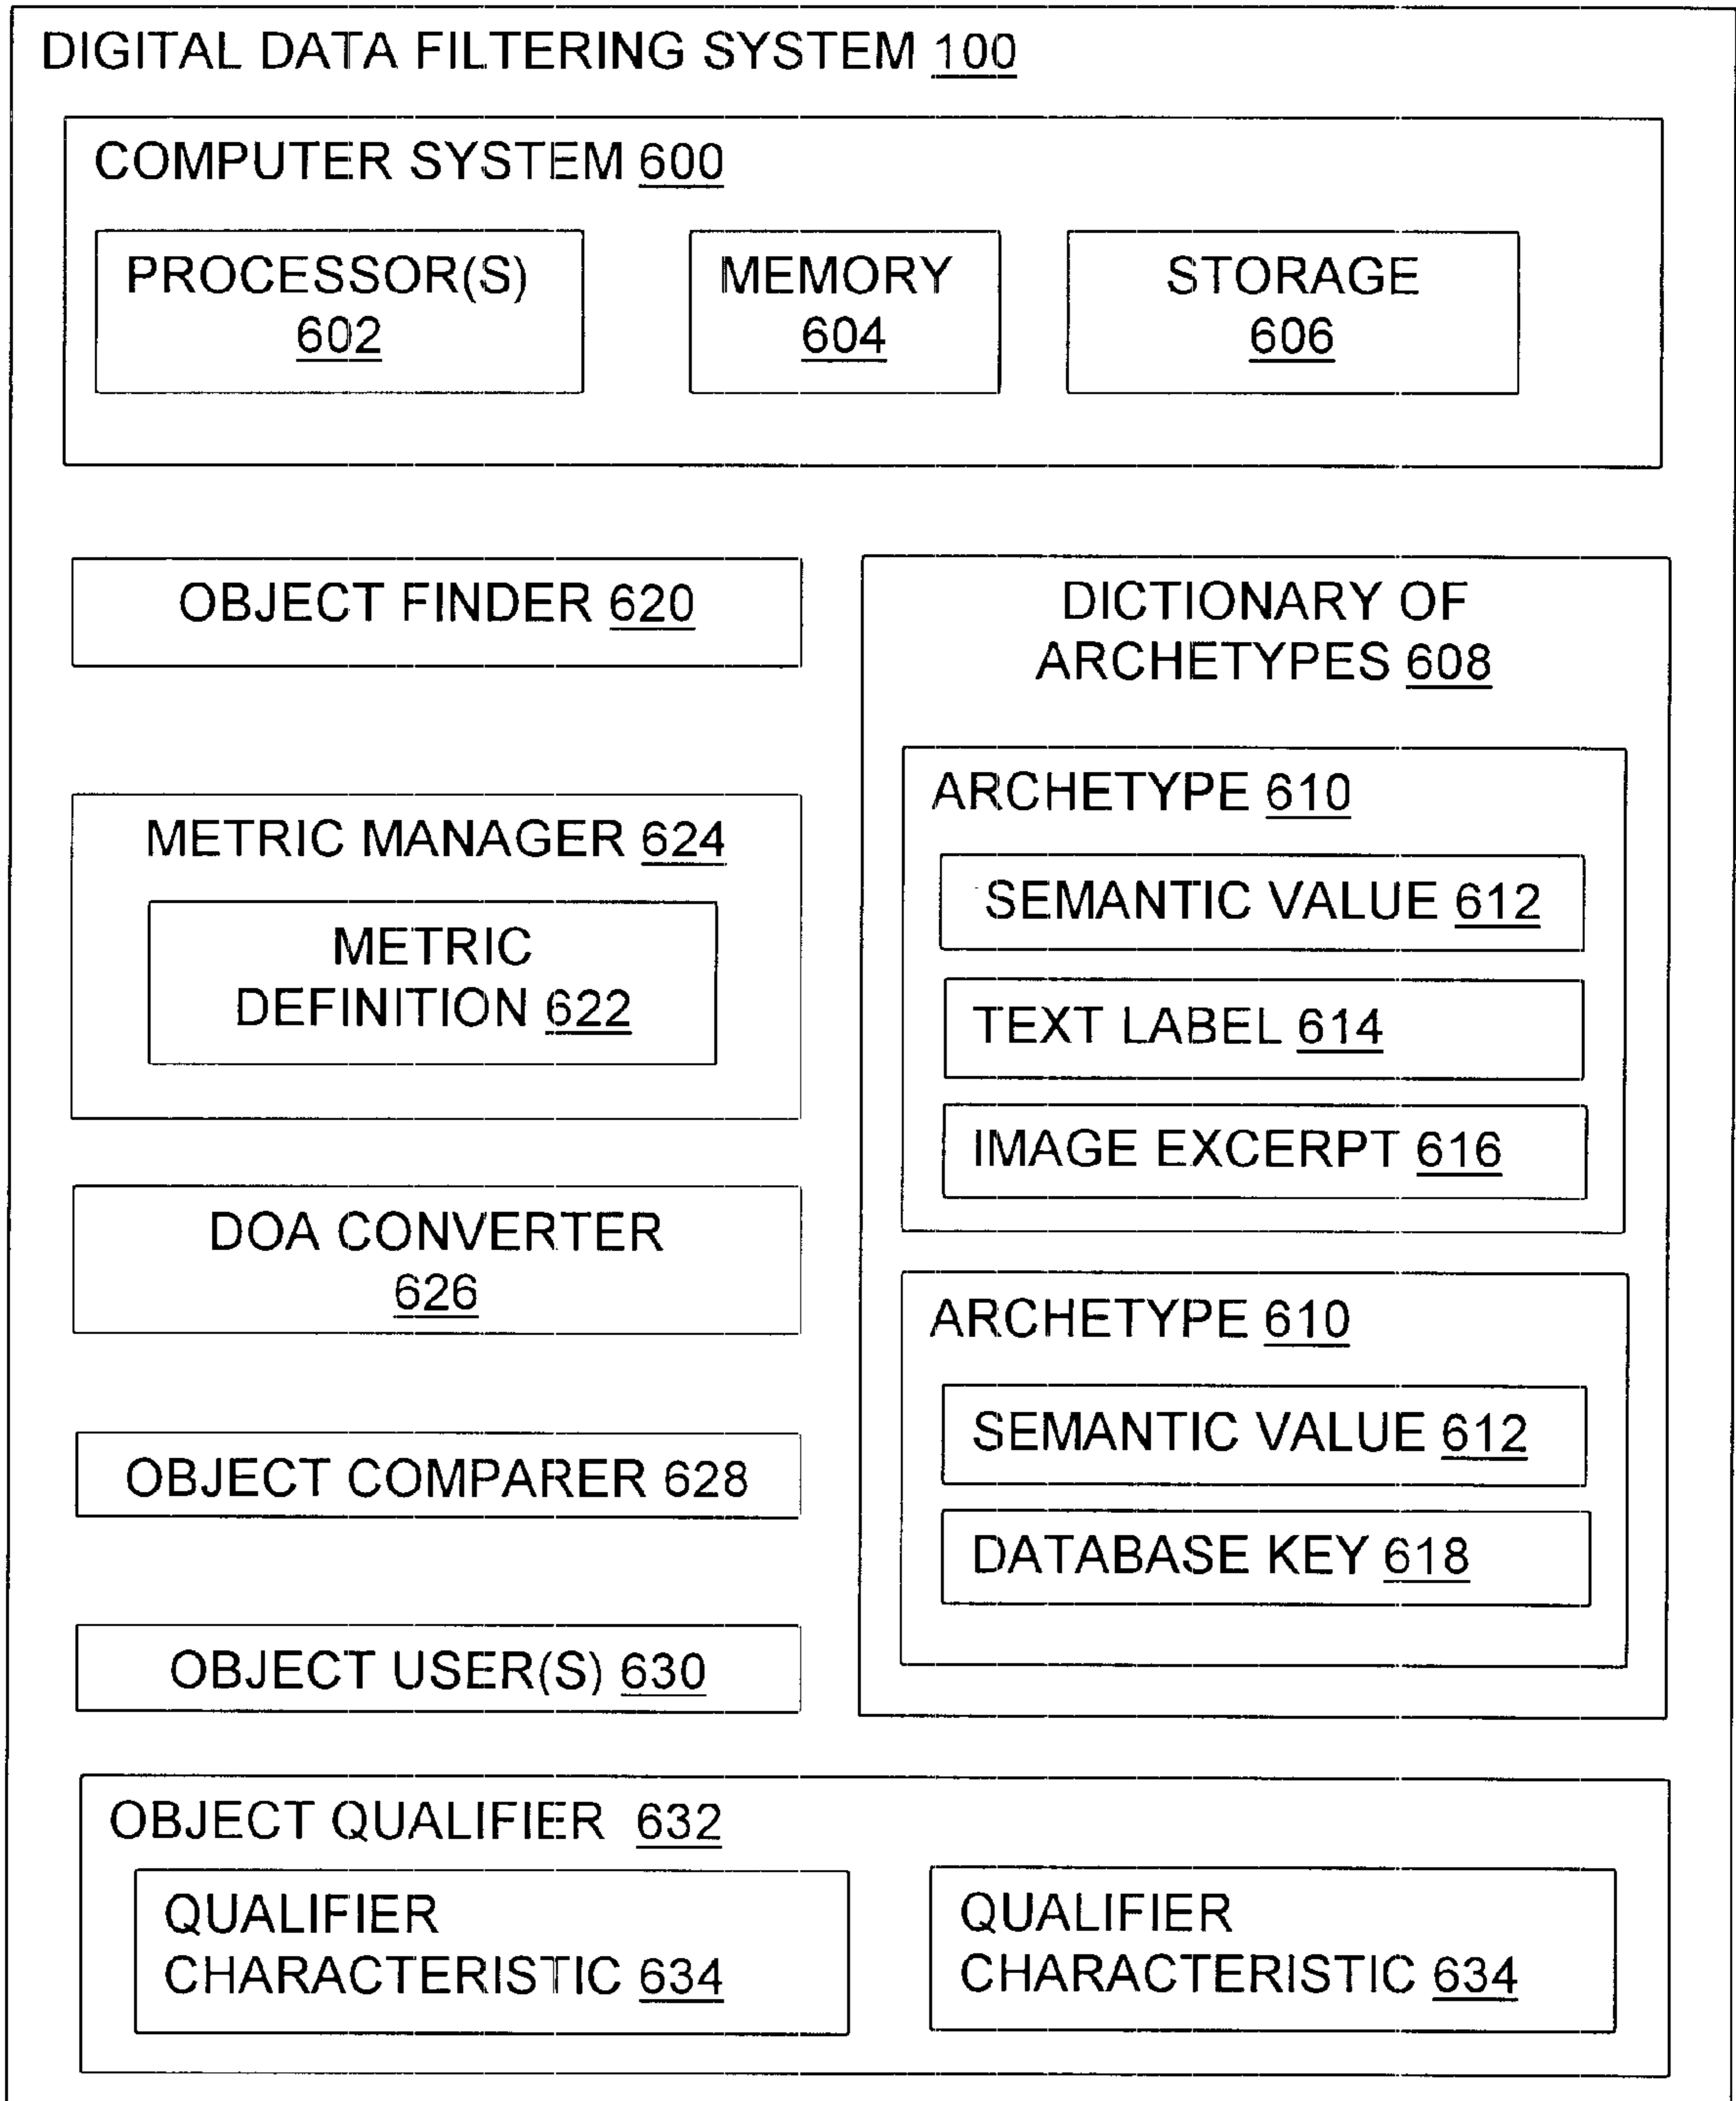 DIGITAL DATA FILTERING SYSTEM 100
COMPUTER SYSTEM 600
PROCESSOR(S)
602
MEMORY
604
STORAGE
606
OBJECT FINDER 620
METRIC MANAGER 624
METRIC
DEFINITION 622
DOA CONVERTER
626
OBJECT COMPARER 628
OBJECT USER(S) 630
DICTIONARY OF
ARCHETYPES 608
ARCHETYPE 610
SEMANTIC VALUE 612
TEXT LABEL 614
IMAGE EXCERPT 616
ARCHETYPE 610
SEMANTIC VALUE 612
DATABASE KEY 618
OBJECT QUALIFIER 632
QUALIFIER
CHARACTERISTIC 634
QUALIFIER
CHARACTERISTIC 634